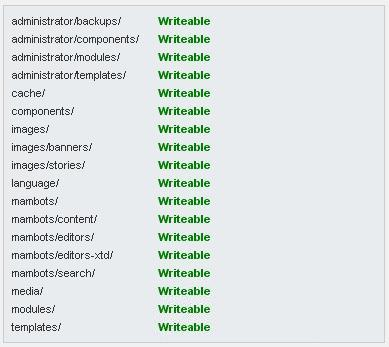 administrator/backups/ Writeable
administrator/components/ Writeable
administrator/modules/ Writeable
administrator/templates/ Writeable
cache/ Writeable
components/ Writeable
images/ Writeable
images/banners/ Writeable
images/stories/ Writeable
language/ Writeable
mambots/ Writeable
mambots/content/ Writeable
mambots/editors/ Writeable
mambots/editors-xtd/ Writeable
mambots/search/ Writeable
media/ Writeable
modules/ Writeable
templates/ Writeable